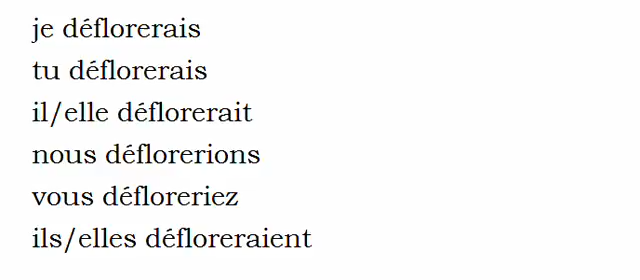 je déflorerais
tu déflorerais
il/elle déflorerait
nous déflorerions
vous défloreriez
ils/elles défloreraient